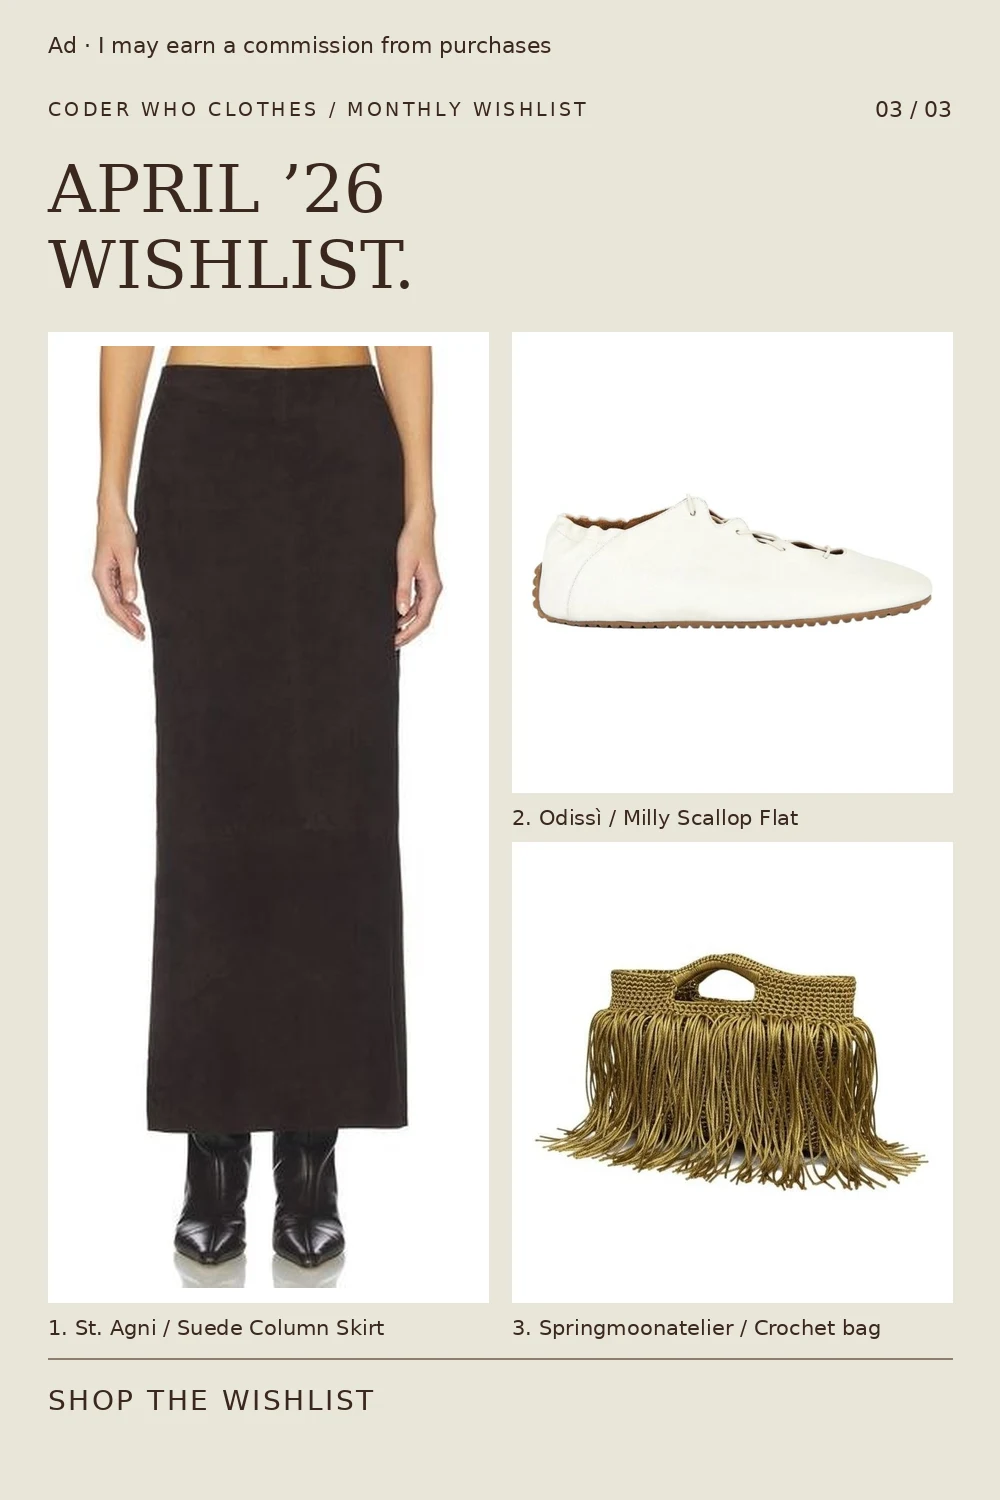 Ad · I may earn a commission from purchases
CODER WHO CLOTHES / MONTHLY WISHLIST
03 / 03
APRIL ’26
WISHLIST.
2. Odissì / Milly Scallop Flat
1. St. Agni / Suede Column Skirt
3. Springmoonatelier / Crochet bag
SHOP THE WISHLIST